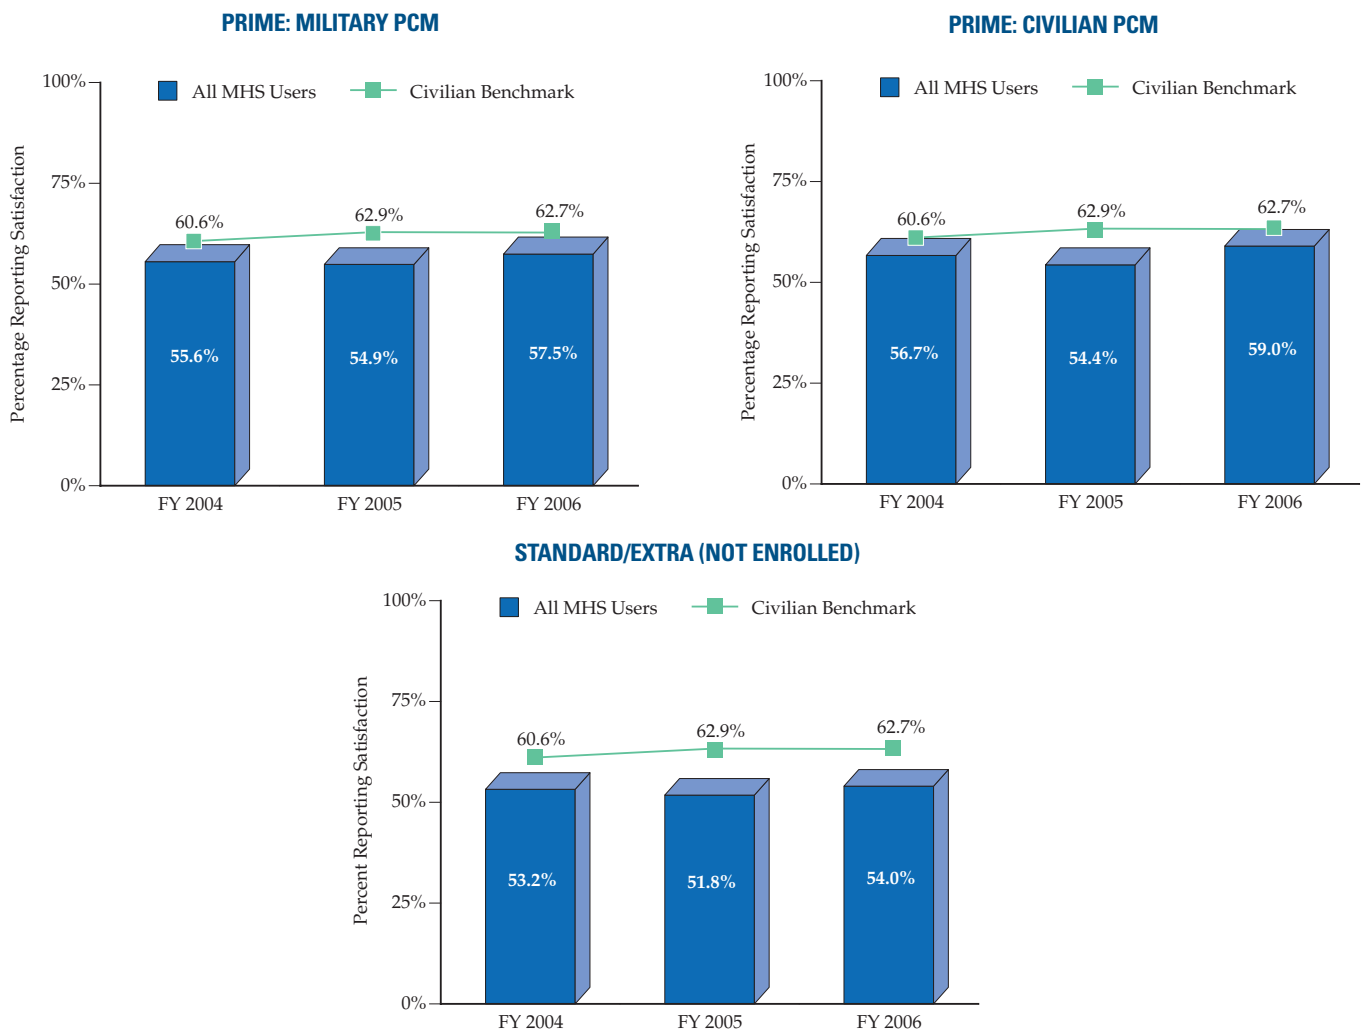 PRIME: MILITARY PCM
100%
75%
50%
25%
0%
Percentage Reporting Satisfaction
All MHS Users
Civilian Benchmark
60.6%
62.9%
62.7%
55.6%
54.9%
57.5%
FY 2004
FY 2005
FY 2006
PRIME: CIVILIAN PCM
100%
75%
50%
25%
0%
Percentage Reporting Satisfaction
All MHS Users
Civilian Benchmark
60.6%
62.9%
62.7%
56.7%
54.4%
59.0%
FY 2004
FY 2005
FY 2006
STANDARD/EXTRA (NOT ENROLLED)
100%
75%
50%
25%
0%
Percent Reporting Satisfaction
All MHS Users
Civilian Benchmark
60.6%
62.9%
62.7%
53.2%
51.8%
54.0%
FY 2004
FY 2005
FY 2006